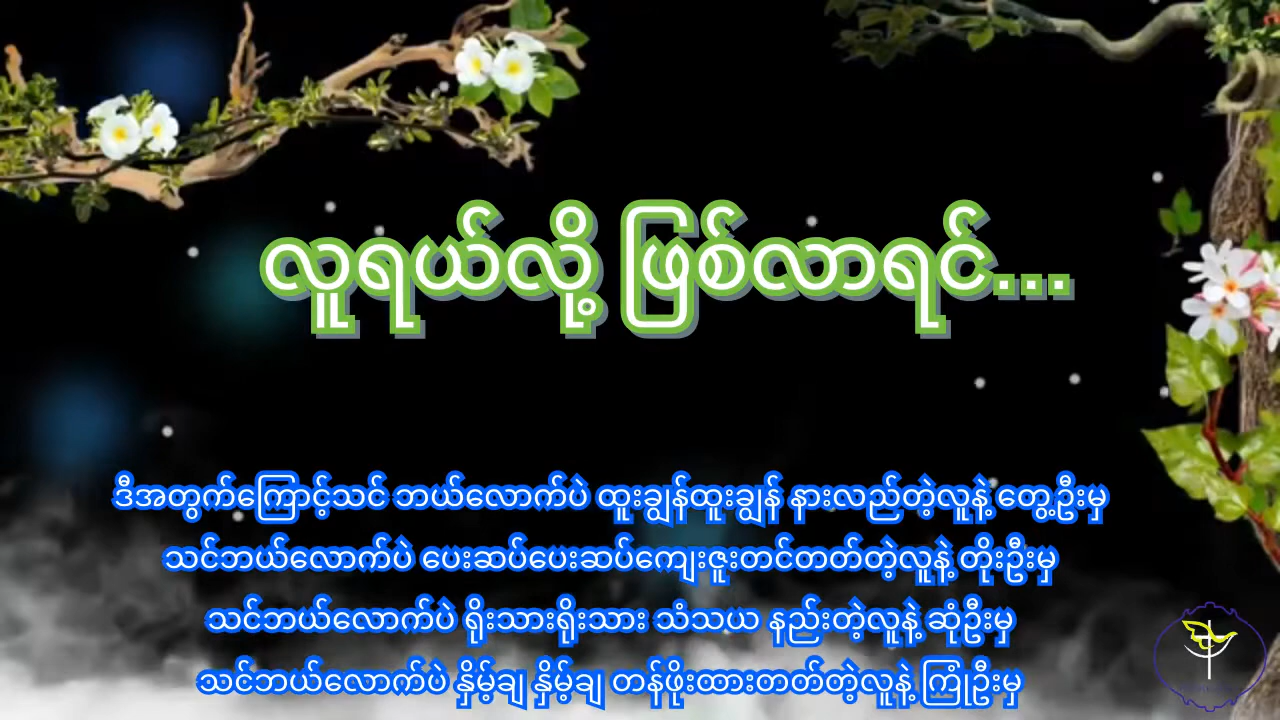 လူရယ်လို့ ဖြစ်လာရင်...
ဒီအတွက်ကြောင့်သင် ဘယ်လောက်ပဲ ထူးချွန်ထူးချွန် နားလည်တဲ့လူနဲ့ တွေ့ဦးမှ
သင်ဘယ်လောက်ပဲ ပေးဆပ်ပေးဆပ်ကျေးဇူးတင်တတ်တဲ့လူနဲ့ တိုးဦးမှ
သင်ဘယ်လောက်ပဲ ရိုးသားရိုးသား သံသယ နည်းတဲ့လူနဲ့ ဆုံဦးမှ
သင်ဘယ်လောက်ပဲ နှိမ့်ချ နှိမ့်ချ တန်ဖိုးထားတတ်တဲ့လူနဲ့ ကြုံဦးမှ